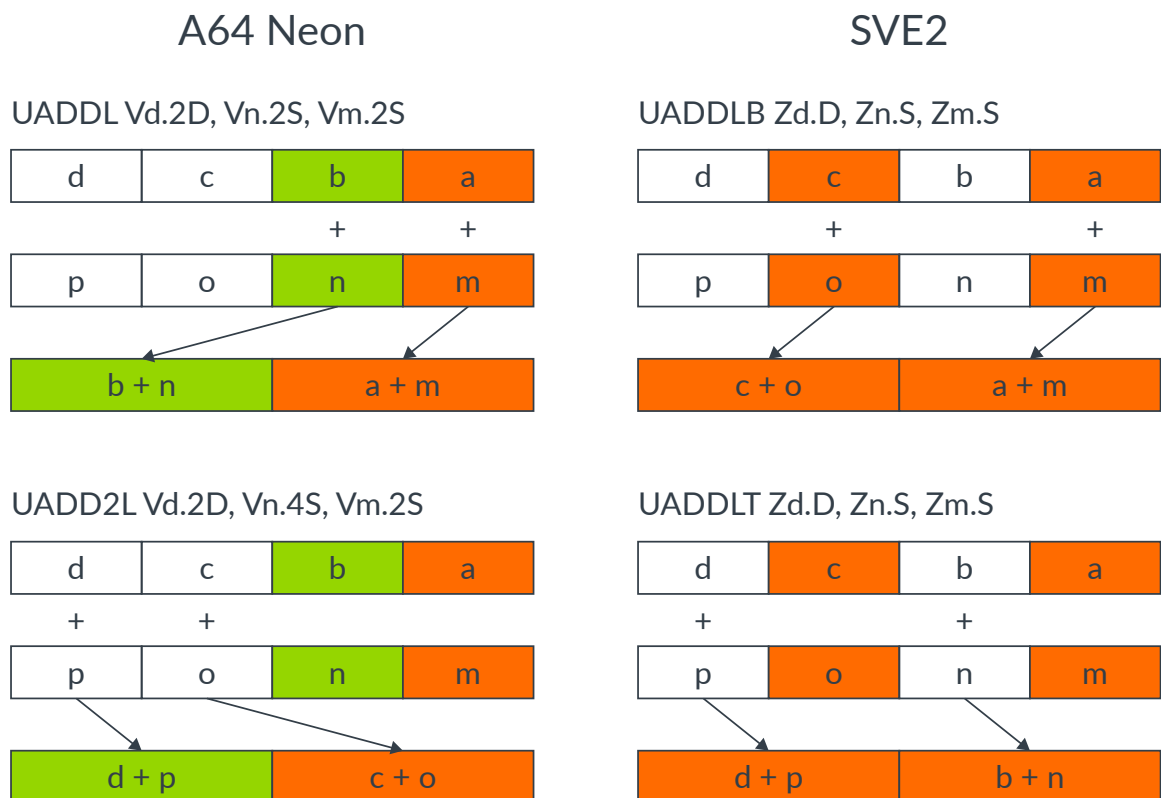 A64 Neon
UADDL Vd.2D, Vn.2S, Vm.2S
d c b a
+ +
p o n m
b + n a + m
UADD2L Vd.2D, Vn.4S, Vm.2S
d c b a
+ +
p o n m
d + p c + o
SVE2
UADDLB Zd.D, Zn.S, Zm.S
d c b a
+ +
p o n m
c + o a + m
UADDLT Zd.D, Zn.S, Zm.S
d c b a
+ +
p o n m
d + p b + n